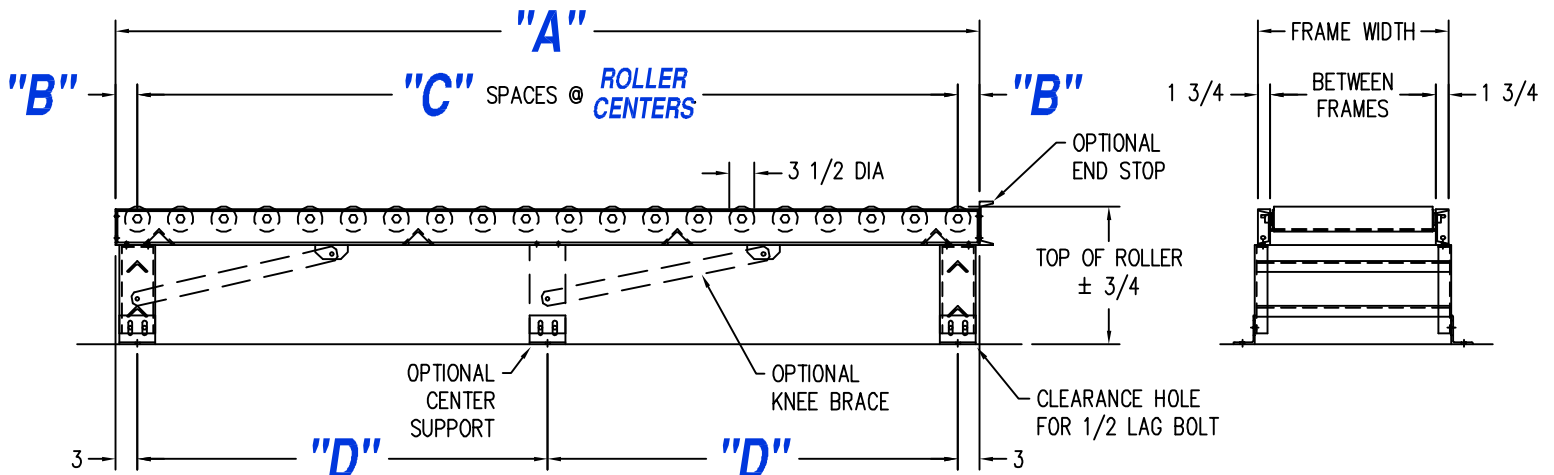 "A"
"B"
"C" SPACES @ ROLLER
CENTERS
"B"
3 1/2 DIA
OPTIONAL
END STOP
TOP OF ROLLER
± 3/4
OPTIONAL
CENTER
SUPPORT
OPTIONAL
KNEE BRACE
CLEARANCE HOLE
FOR 1/2 LAG BOLT
3
"D"
"D"
3
FRAME WIDTH
1 3/4
BETWEEN
FRAMES
1 3/4